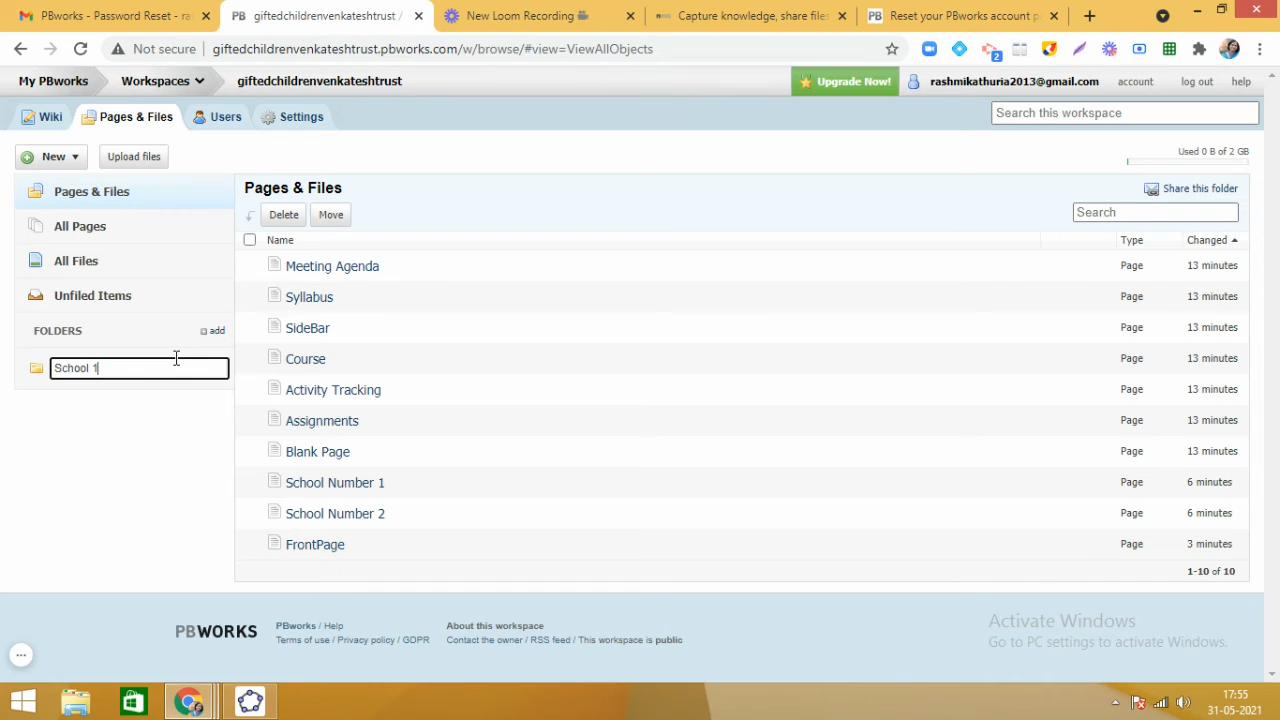 PBworks - Password Reset - ra
giftedchildrenvenkateshtrust /
New Loom Recording
Capture knowledge, share files
Reset your PBworks account p
Not secure
giftedchildrenvenkateshtrust.pbworks.com/w/browse/#view=ViewAllObjects
2
My PBworks
Workspaces
giftedchildrenvenkateshtrust
Upgrade Now!
rashmikathuria2013@gmail.com
account
log out
help
Wiki
Pages & Files
Users
Settings
Search this workspace
New
Upload files
Used 0 B of 2 GB
Pages & Files
All Pages
All Files
Unfiled Items
FOLDERS
add
School 1
Pages & Files
Share this folder
Delete
Move
Search
Name
Type
Changed
Meeting Agenda Page 13 minutes
Syllabus Page 13 minutes
SideBar Page 13 minutes
Course Page 13 minutes
Activity Tracking Page 13 minutes
Assignments Page 13 minutes
Blank Page Page 13 minutes
School Number 1 Page 6 minutes
School Number 2 Page 6 minutes
FrontPage Page 3 minutes
1-10 of 10
PBWORKS
PBworks / Help
Terms of use / Privacy policy / GDPR
About this workspace
Contact the owner / RSS feed / This workspace is public
Activate Windows
Go to PC settings to activate Windows.
17:55
31-05-2021